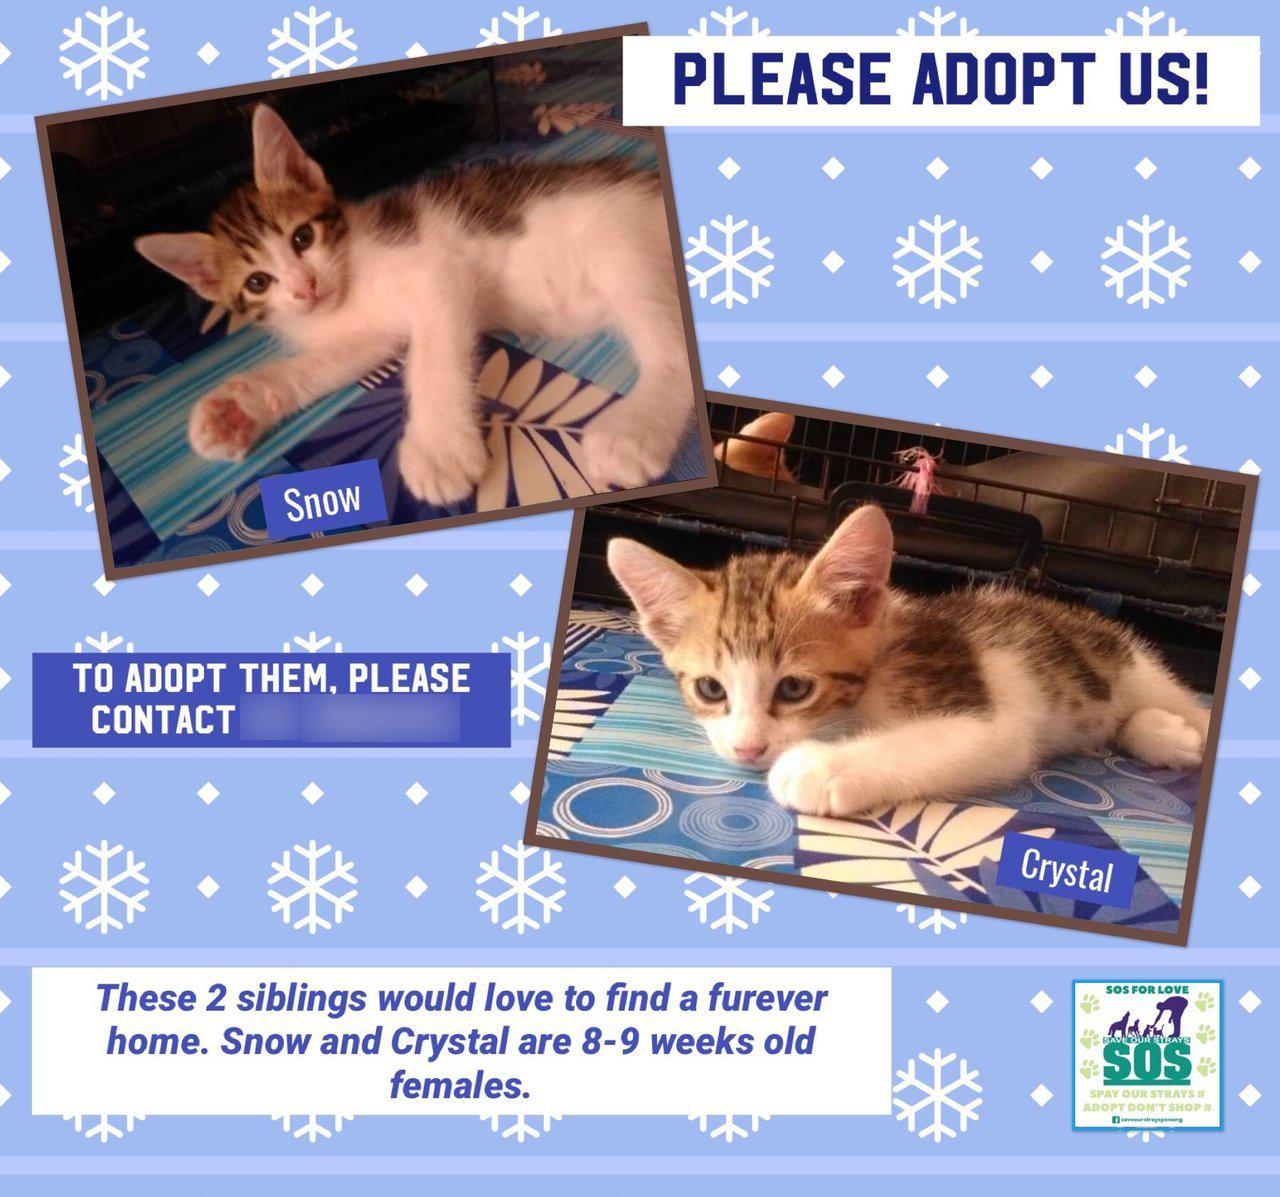 PLEASE ADOPT US!
Snow
TO ADOPT THEM, PLEASE
CONTACT
Crystal
These 2 siblings would love to find a furever
home. Snow and Crystal are 8-9 weeks old
females.
SOS FOR LOVE
SAVE OUR STRAYS
SOS
SPAY OUR STRAYS #
ADOPT DON'T SHOP #
saveourstrayspenang